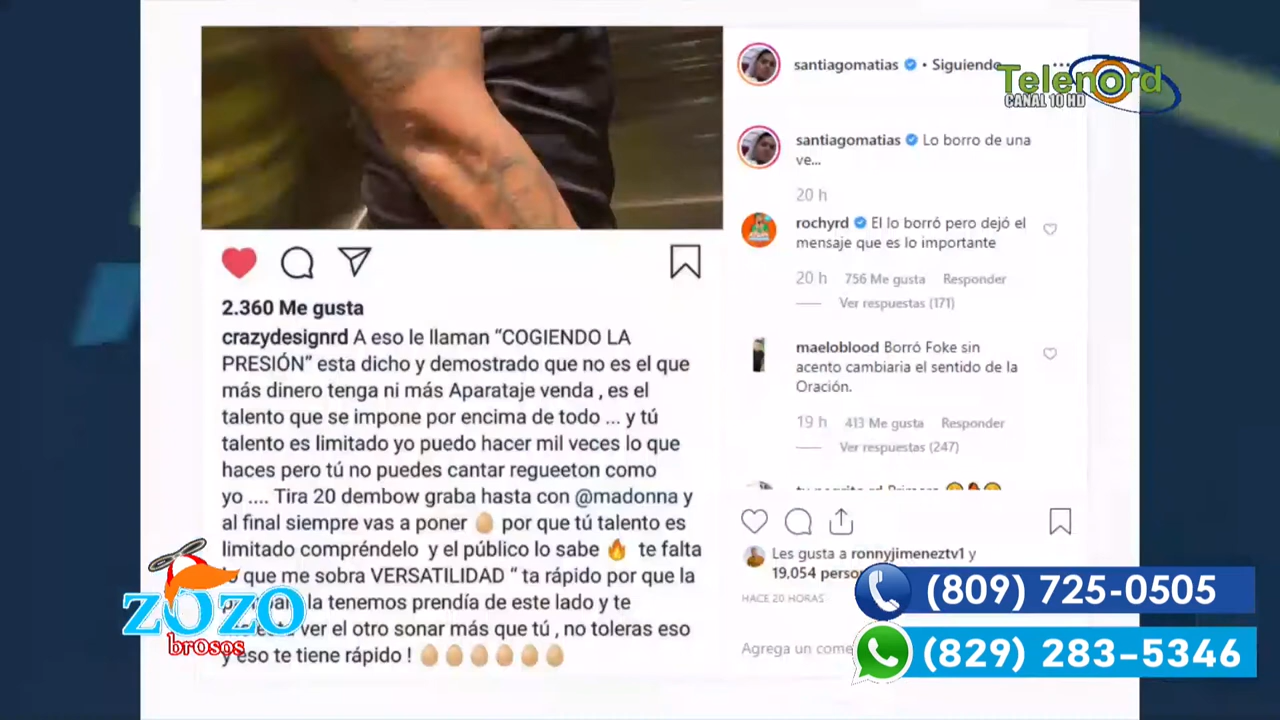 santiagomatias • Siguiendo
Telenord
CANAL 10 HD
santiagomatias Lo borro de una
ve...
20 h
rochyrd El lo borró pero dejó el
mensaje que es lo importante
20 h 756 Me gusta Responder
Ver respuestas (171)
maeloblood Borró Foke sin
acento cambiaria el sentido de la
Oración.
19 h 413 Me gusta Responder
Ver respuestas (247)
Les gusta a ronnyjimeneztv1 y
19,054
HACE 20 HORAS
Agrega un
2.360 Me gusta
crazydesignrd A eso le llaman “COGIENDO LA
PRESIÓN” esta dicho y demostrado que no es el que
más dinero tenga ni más Aparataje venda , es el
talento que se impone por encima de todo ... y tú
talento es limitado yo puedo hacer mil veces lo que
haces pero tú no puedes cantar regueeton como
yo .... Tira 20 dembow graba hasta con @madonna y
al final siempre vas a poner 🥚 por que tú talento es
limitado compréndelo y el público lo sabe 🔥 te falta
que me sobra VERSATILIDAD “ ta rápido por que la
la tenemos prendía de este lado y te
ver el otro sonar más que tú , no toleras eso
y eso te tiene rápido ! 🥚🥚🥚🥚🥚🥚
ZOZO
brOsos
(809) 725-0505
(829) 283-5346